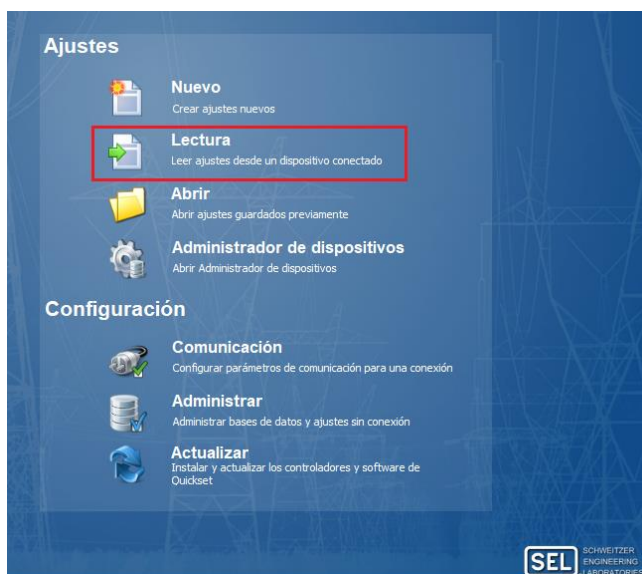 Ajustes
Nuevo
Crear ajustes nuevos
Lectura
Leer ajustes desde un dispositivo conectado
Abrir
Abrir ajustes guardados previamente
Administrador de dispositivos
Abrir Administrador de dispositivos
Configuración
Comunicación
Configurar parámetros de comunicación para una conexión
Administrar
Administrar bases de datos y ajustes sin conexión
Actualizar
Instalar y actualizar los controladores y software de
Quickset
SEL
SCHWEITZER
ENGINEERING
LABORATORIES